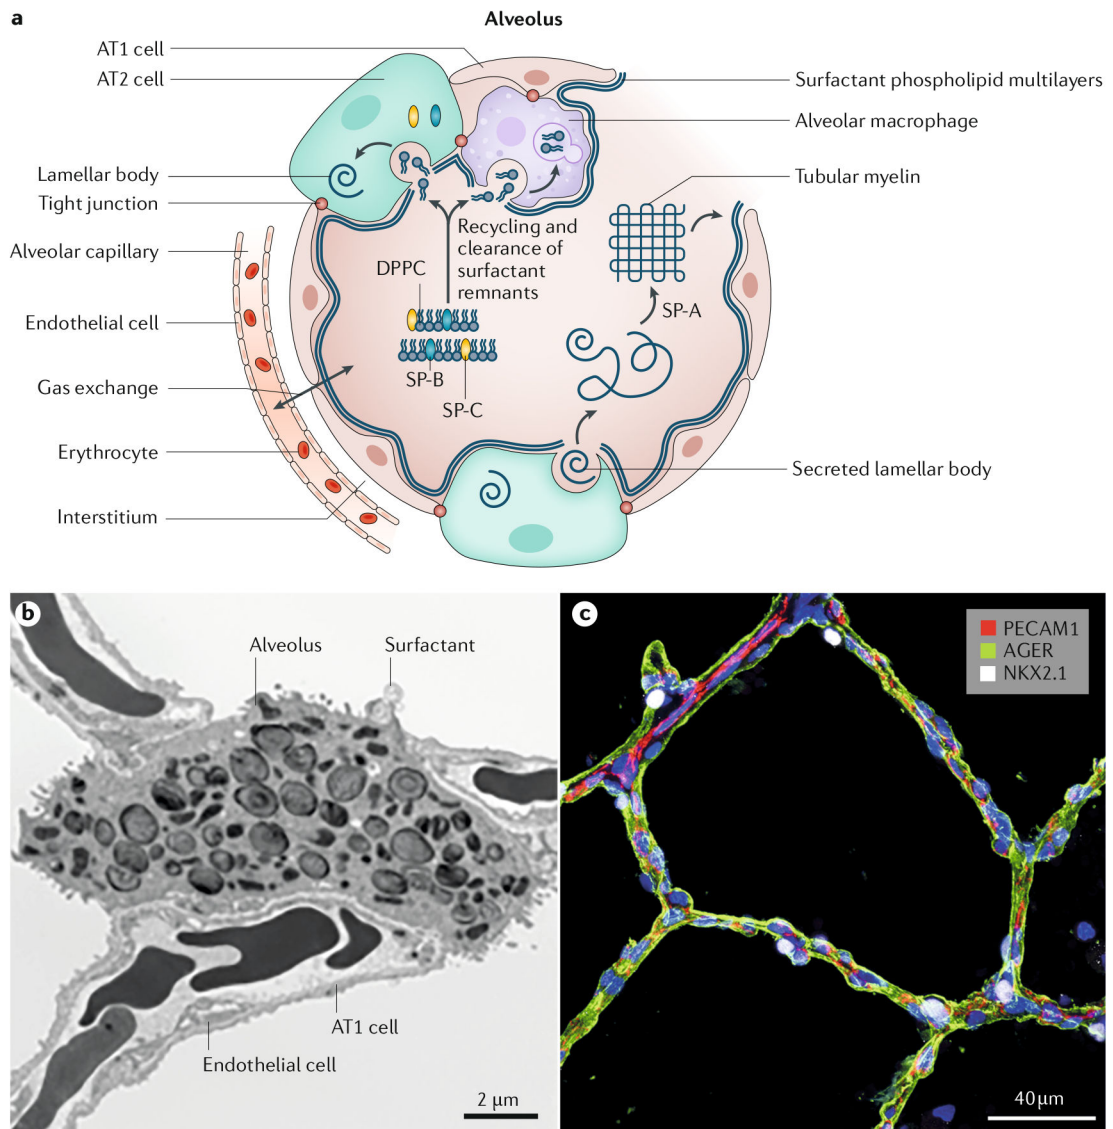 a
Alveolus
AT1 cell
AT2 cell
Lamellar body
Tight junction
Alveolar capillary
Endothelial cell
Gas exchange
Erythrocyte
Interstitium
Surfactant phospholipid multilayers
Alveolar macrophage
Tubular myelin
Recycling and
clearance of
surfactant
remnants
DPPC
SP-B
SP-C
SP-A
Secreted lamellar body
b
Alveolus
Surfactant
AT1 cell
Endothelial cell
2 µm
c
PECAM1
AGER
NKX2.1
40 µm